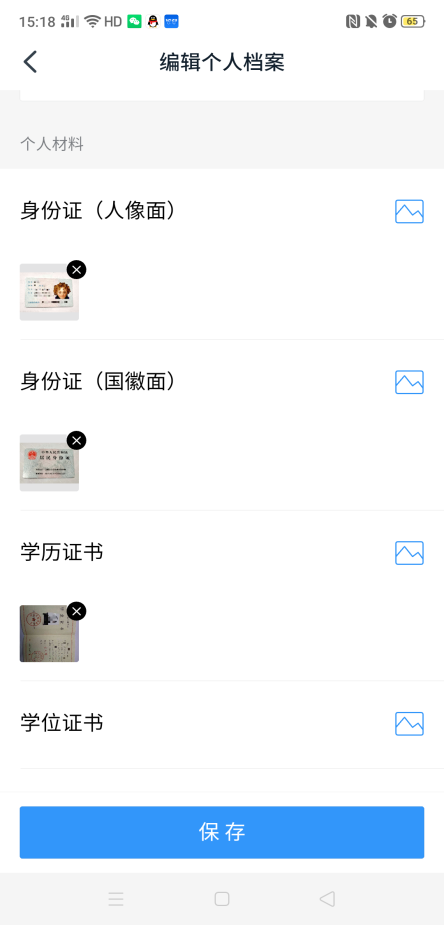 15:18 HD 65
编辑个人档案
个人材料
身份证（人像面）
身份证（国徽面）
学历证书
学位证书
保存